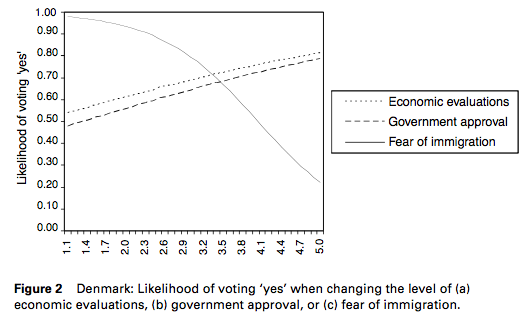 1.00
0.90
0.80
0.70
0.60
0.50
0.40
0.30
0.20
0.10
0.00
Likelihood of voting 'yes'
1.1 1.4 1.7 2.0 2.3 2.6 2.9 3.2 3.5 3.8 4.1 4.4 4.7 5.0
Economic evaluations
Government approval
Fear of immigration
Figure 2 Denmark: Likelihood of voting 'yes' when changing the level of (a)
economic evaluations, (b) government approval, or (c) fear of immigration.